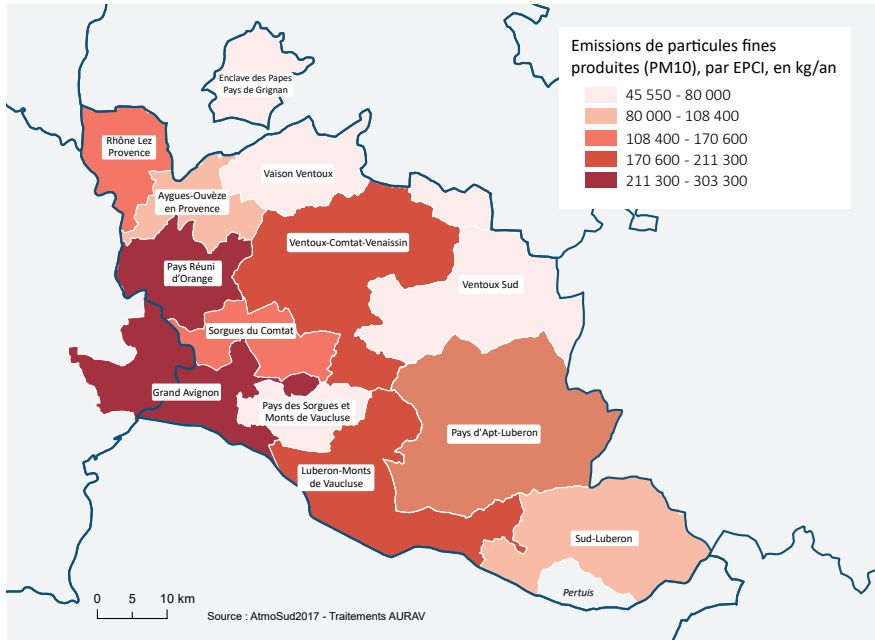 Emissions de particules fines
produites (PM10), par EPCI, en kg/an
45 550 - 80 000
80 000 - 108 400
108 400 - 170 600
170 600 - 211 300
211 300 - 303 300
Enclave des Papes
Pays de Grignan
Rhône Lez
Provence
Vaison Ventoux
Aygues-Ouvèze
en Provence
Ventoux-Comtat-Venaissin
Pays Réuni
d'Orange
Ventoux Sud
Sorgues du Comtat
Grand Avignon
Pays des Sorgues et
Monts de Vaucluse
Pays d'Apt-Luberon
Luberon-Monts
de Vaucluse
Sud-Luberon
Pertuis
0 5 10 km
Source : AtmoSud2017 - Traitements AURAV